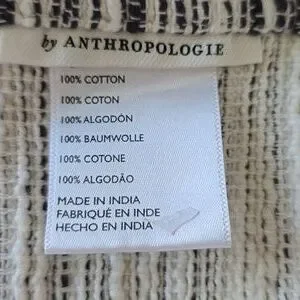 by ANTHROPOLOGIE
100% COTTON
100% COTON
100% ALGODÓN
100% BAUMWOLLE
100% COTONE
100% ALGODÃO
MADE IN INDIA
FABRIQUÉ EN INDE
HECHO EN INDIA